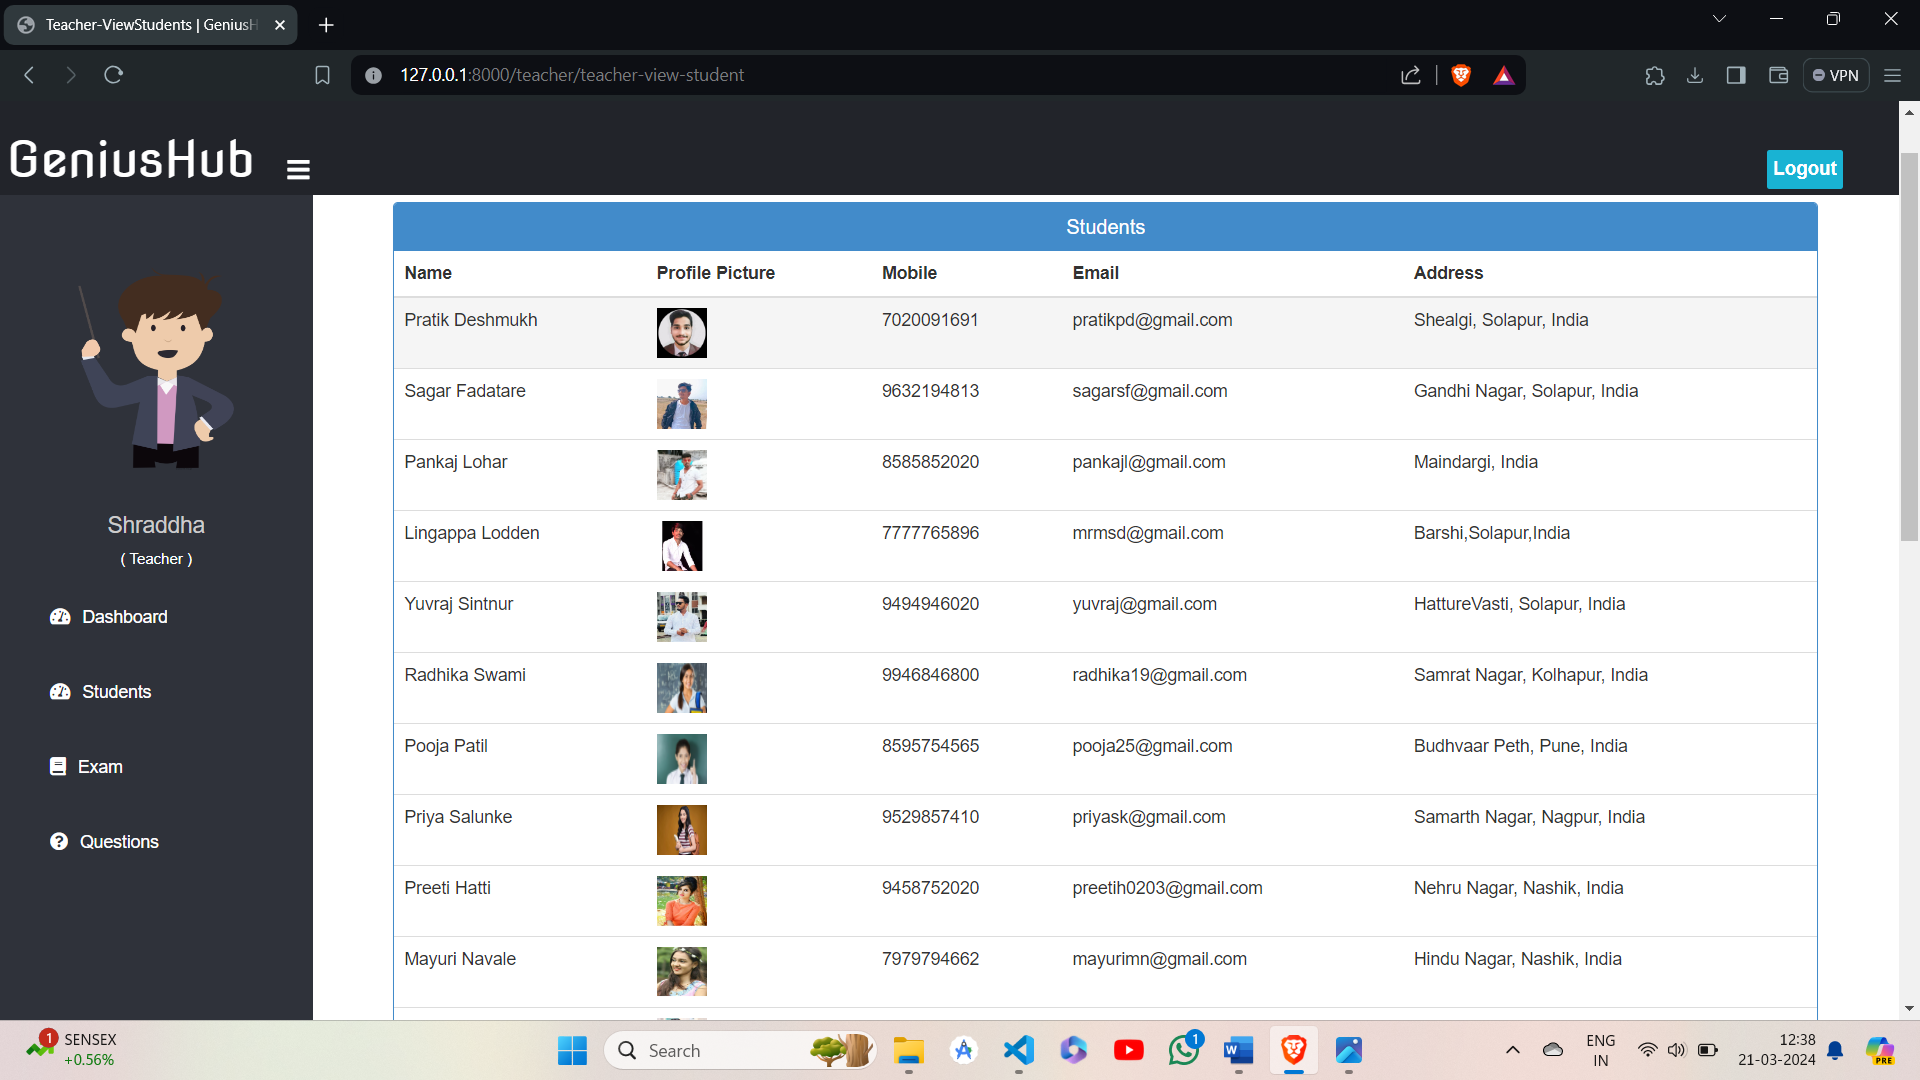 Teacher-ViewStudents | GeniusH
127.0.0.1:8000/teacher/teacher-view-student
VPN
GeniusHub
Logout
Shraddha
( Teacher )
Dashboard
Students
Exam
Questions
Students
Name Profile Picture Mobile Email Address
Pratik Deshmukh 7020091691 pratikpd@gmail.com Shealgi, Solapur, India
Sagar Fadatare 9632194813 sagarsf@gmail.com Gandhi Nagar, Solapur, India
Pankaj Lohar 8585852020 pankajl@gmail.com Maindargi, India
Lingappa Lodden 7777765896 mrmsd@gmail.com Barshi,Solapur,India
Yuvraj Sintnur 9494946020 yuvraj@gmail.com HattureVasti, Solapur, India
Radhika Swami 9946846800 radhika19@gmail.com Samrat Nagar, Kolhapur, India
Pooja Patil 8595754565 pooja25@gmail.com Budhvaar Peth, Pune, India
Priya Salunke 9529857410 priyask@gmail.com Samarth Nagar, Nagpur, India
Preeti Hatti 9458752020 preetih0203@gmail.com Nehru Nagar, Nashik, India
Mayuri Navale 7979794662 mayurimn@gmail.com Hindu Nagar, Nashik, India
1 SENSEX
+0.56%
Search
1
W
ENG
IN
12:38
21-03-2024
PRE